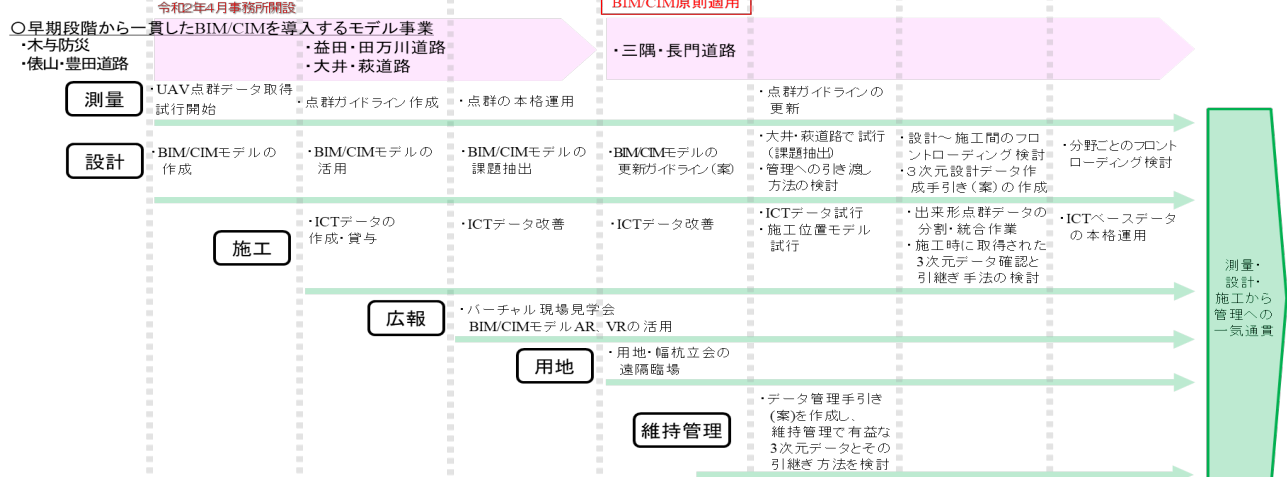 令和2年4月事務所開設
BIM/CIM原則適用
〇早期段階から一貫したBIM/CIMを導入するモデル事業
・木与防災
・俵山・豊田道路
・益田・田万川道路
・大井・萩道路
・三隅・長門道路
測量
・UAV点群データ取得
試行開始
・点群ガイドライン作成
・点群の本格運用
・点群ガイドラインの
更新
設計
・BIM/CIMモデルの
作成
・BIM/CIMモデルの
活用
・BIM/CIMモデルの
課題抽出
・BIM/CIMモデルの
更新ガイドライン(案)
・大井・萩道路で試行
(課題抽出)
・管理への引き渡し
方法の検討
・設計～施工間のフロ
ントローディング検討
・3次元設計データ作
成手引き(案)の作成
・分野ごとのフロント
ローディング検討
施工
・ICTデータの
作成・貸与
・ICTデータ改善
・ICTデータ改善
・ICTデータ試行
・施工位置モデル
試行
・出来形点群データの
分割・統合作業
・施工時に取得された
3次元データ確認と
引継ぎ手法の検討
・ICTベースデータ
の本格運用
広報
・バーチャル現場見学会
BIM/CIMモデルAR、VRの活用
用地
・用地・幅杭立会の
遠隔臨場
維持管理
・データ管理手引き
(案)を作成し、
維持管理で有益な
3次元データとその
引継ぎ方法を検討
測量・
設計・
施工から
管理への
一気通貫